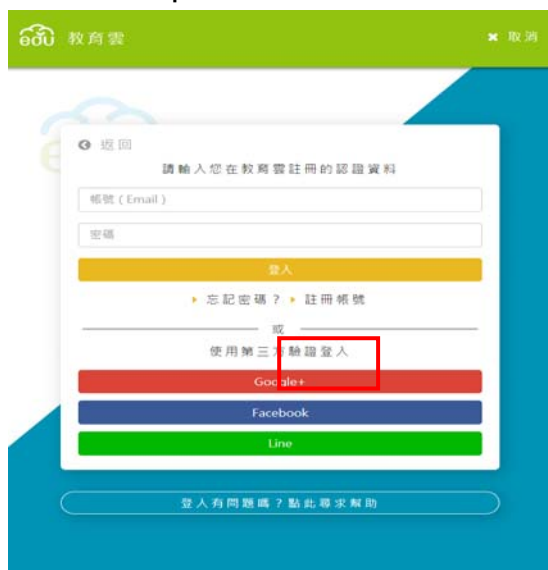 edu 教育雲
✖ 取消
返回
請輸入您在教育雲註冊的認證資料
帳號 ( Email )
密碼
登入
忘記密碼？ 註冊帳號
或
使用第三方驗證登入
Google+
Facebook
Line
登入有問題嗎？點此尋求幫助